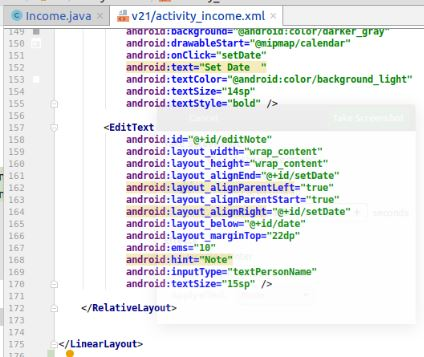 Income.java × v21/activity_income.xml ×
149 android:background="@android:color/darker_gray"
150 android:drawableStart="@mipmap/calendar"
151 android:onClick="setDate"
152 android:text="Set Date  "
153 android:textColor="@android:color/background_light"
154 android:textSize="14sp"
155 android:textStyle="bold" />
156
157 <EditText
158 android:id="@+id/editNote"
159 android:layout_width="wrap_content"
160 android:layout_height="wrap_content"
161 android:layout_alignEnd="@+id/setDate"
162 android:layout_alignParentLeft="true"
163 android:layout_alignParentStart="true"
164 android:layout_alignRight="@+id/setDate"
165 android:layout_below="@+id/date"
166 android:layout_marginTop="22dp"
167 android:ems="10"
168 android:hint="Note"
169 android:inputType="textPersonName"
170 android:textSize="15sp" />
171
172 </RelativeLayout>
173
174
175 </LinearLayout>
176
Cancel Take Screenshot
+ seconds